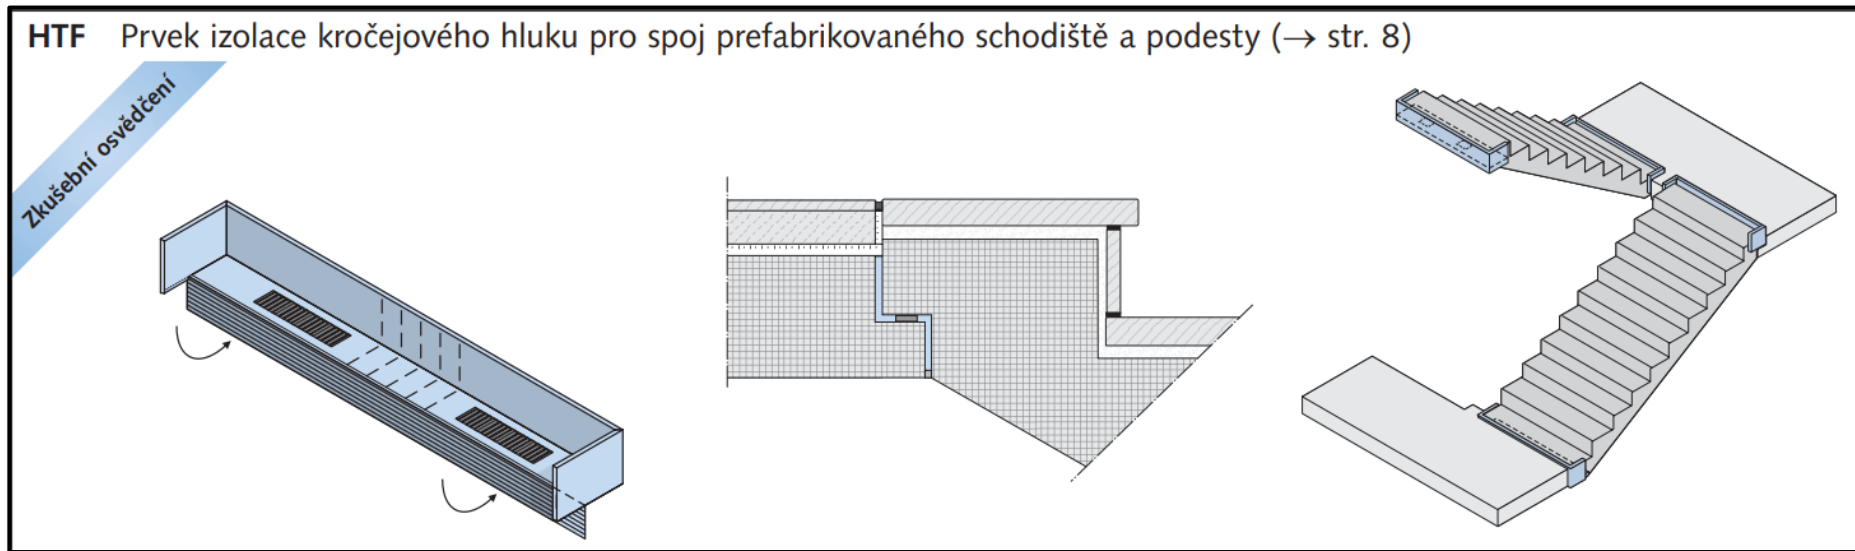 HTF Prvek izolace kročejového hluku pro spoj prefabrikovaného schodiště a podesty (→ str. 8)
Zkušební osvědčení